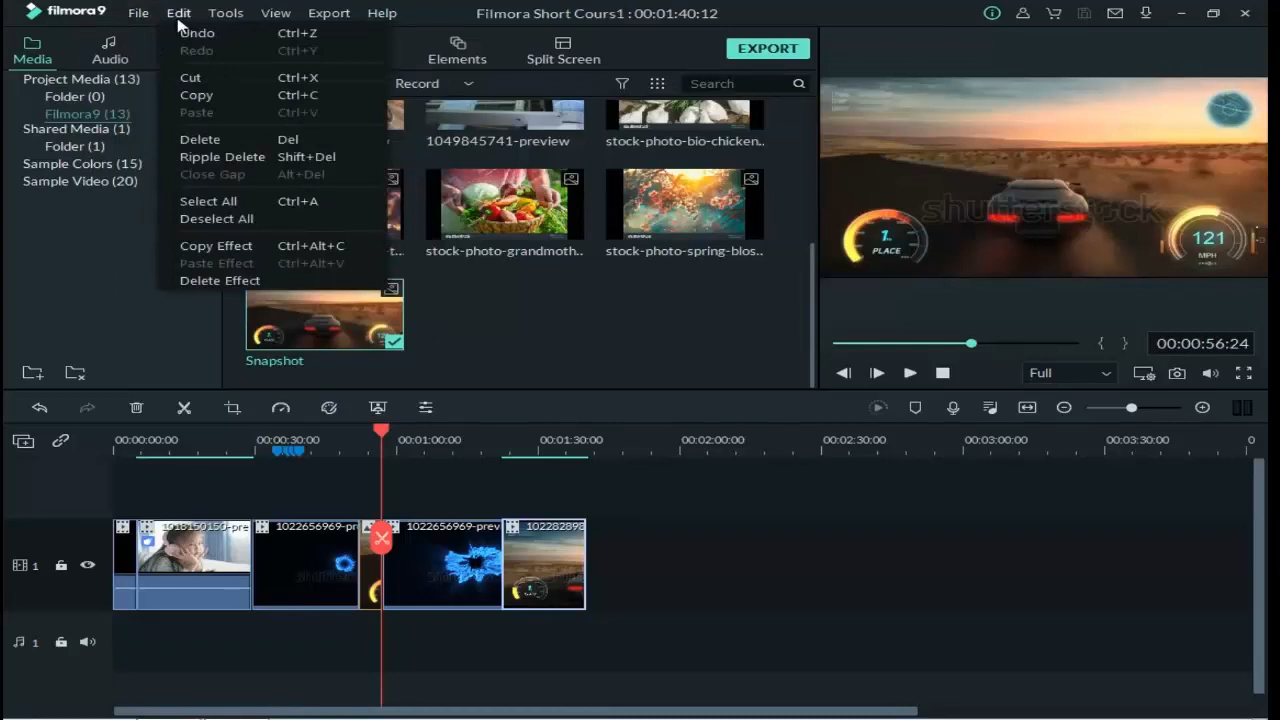 filmora9 File Edit Tools View Export Help Filmora Short Cours1 : 00:01:40:12
Undo Ctrl+Z
Redo Ctrl+Y
Cut Ctrl+X
Copy Ctrl+C
Paste Ctrl+V
Delete Del
Ripple Delete Shift+Del
Close Gap Alt+Del
Select All Ctrl+A
Deselect All
Copy Effect Ctrl+Alt+C
Paste Effect Ctrl+Alt+V
Delete Effect
Media Audio Elements Split Screen EXPORT
Project Media (13)
Folder (0)
Filmora9 (13)
Shared Media (1)
Folder (1)
Sample Colors (15)
Sample Video (20)
Record Search
1049845741-preview stock-photo-bio-chicken..
stock-photo-grandmoth.. stock-photo-spring-blos..
Snapshot
shutterstock
1.
PLACE
121
MPH
00:00:56:24
Full
00:00:00:00 00:00:30:00 00:01:00:00 00:01:30:00 00:02:00:00 00:02:30:00 00:03:00:00 00:03:30:00 0
1018150150-pre 1022656969-pr 1022656969-prev 102282898
1
1